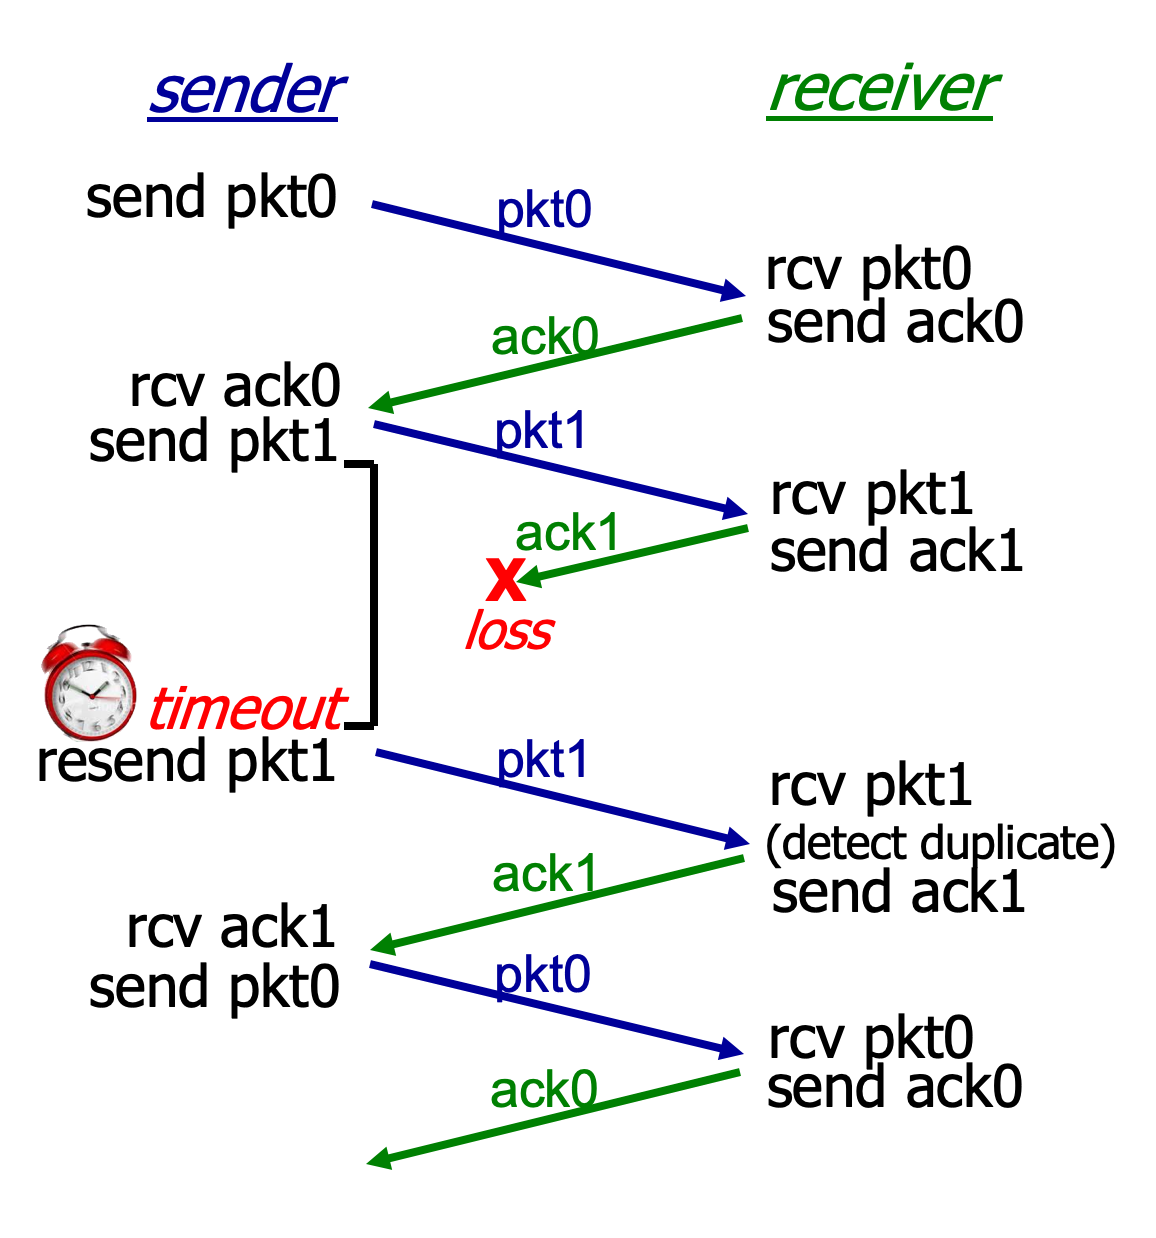 sender
receiver
send pkt0
pkt0
rcv pkt0
send ack0
ack0
rcv ack0
send pkt1
pkt1
rcv pkt1
send ack1
ack1
X
loss
timeout
resend pkt1
pkt1
rcv pkt1
(detect duplicate)
send ack1
ack1
rcv ack1
send pkt0
pkt0
rcv pkt0
send ack0
ack0